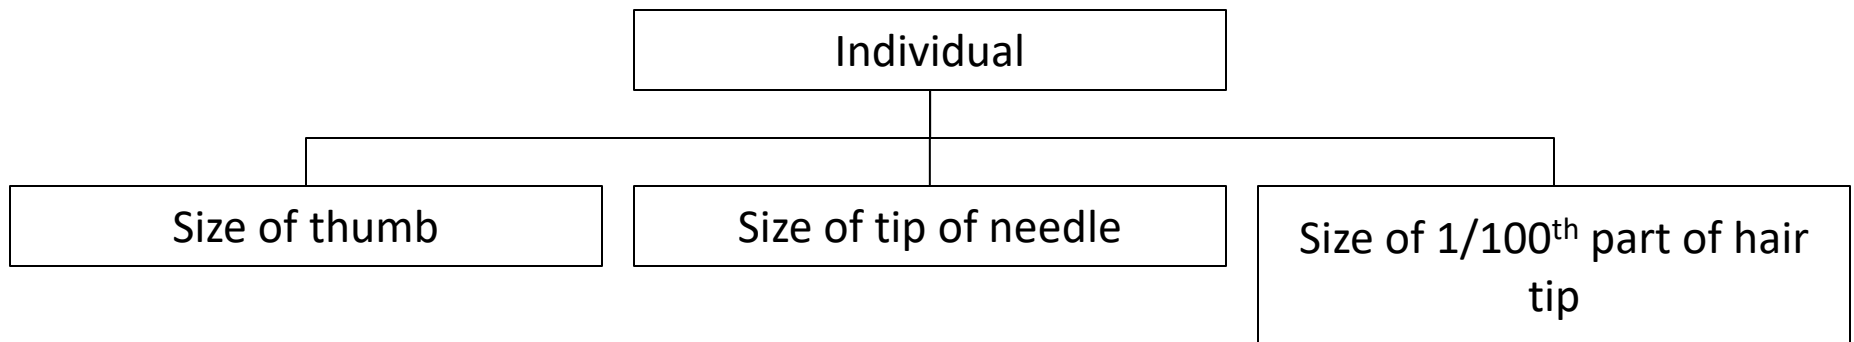 Individual
Size of thumb
Size of tip of needle
Size of 1/100th part of hair
tip